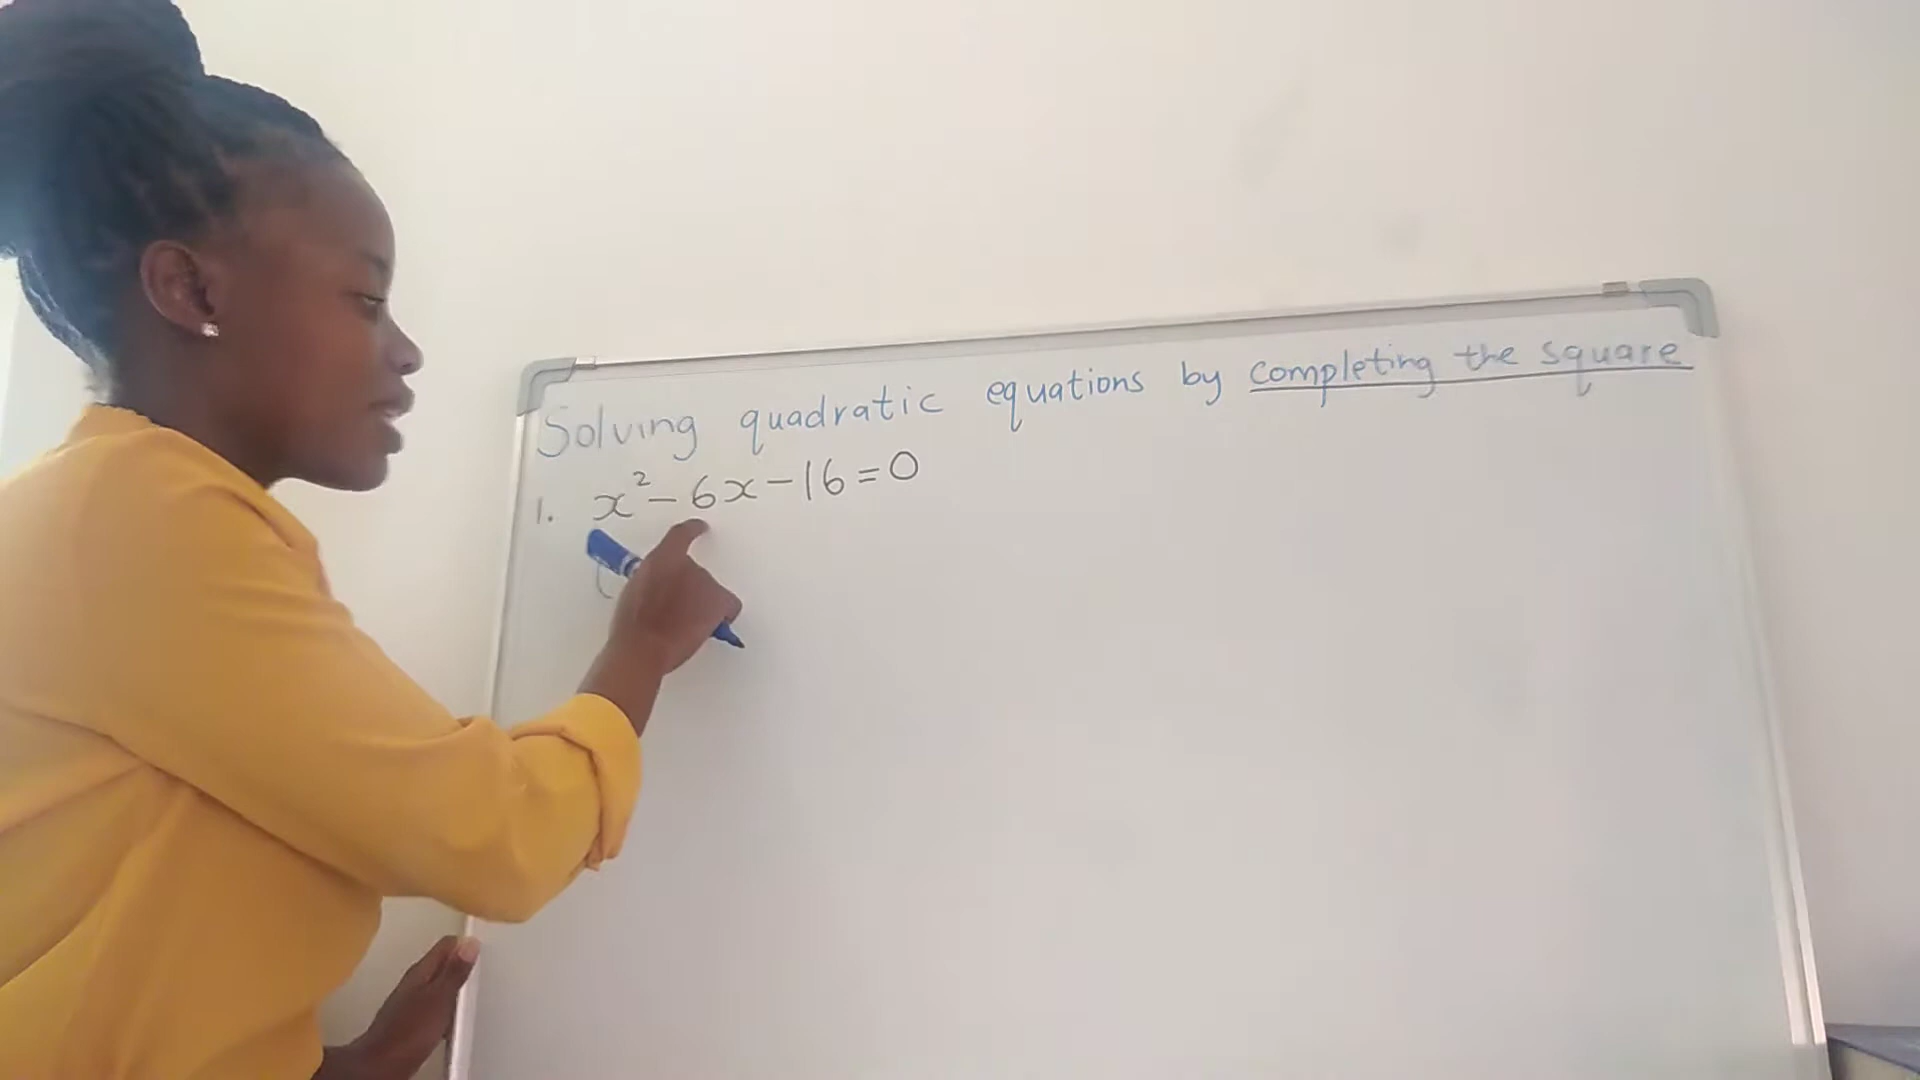 Solving quadratic equations by completing the square
1. x² - 6x - 16 = 0
(